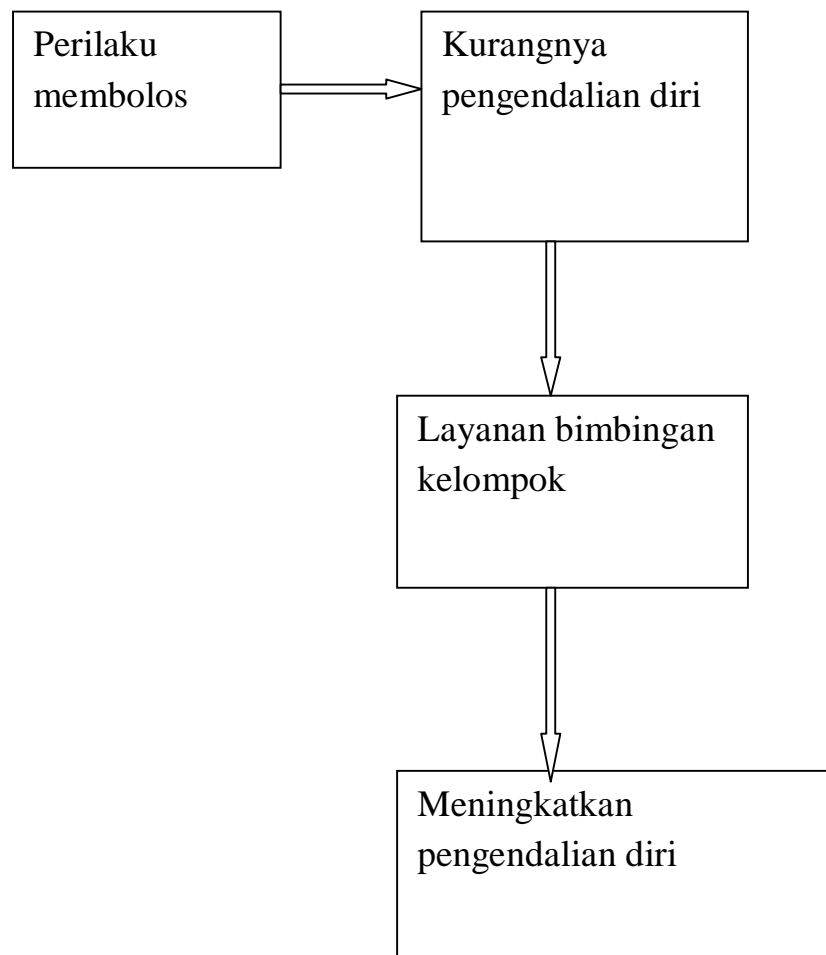 Perilaku
membolos
Kurangnya
pengendalian diri
Layanan bimbingan
kelompok
Meningkatkan
pengendalian diri